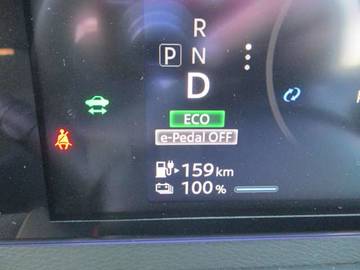 R
P N
D
ECO
e-Pedal OFF
159 km
100 %